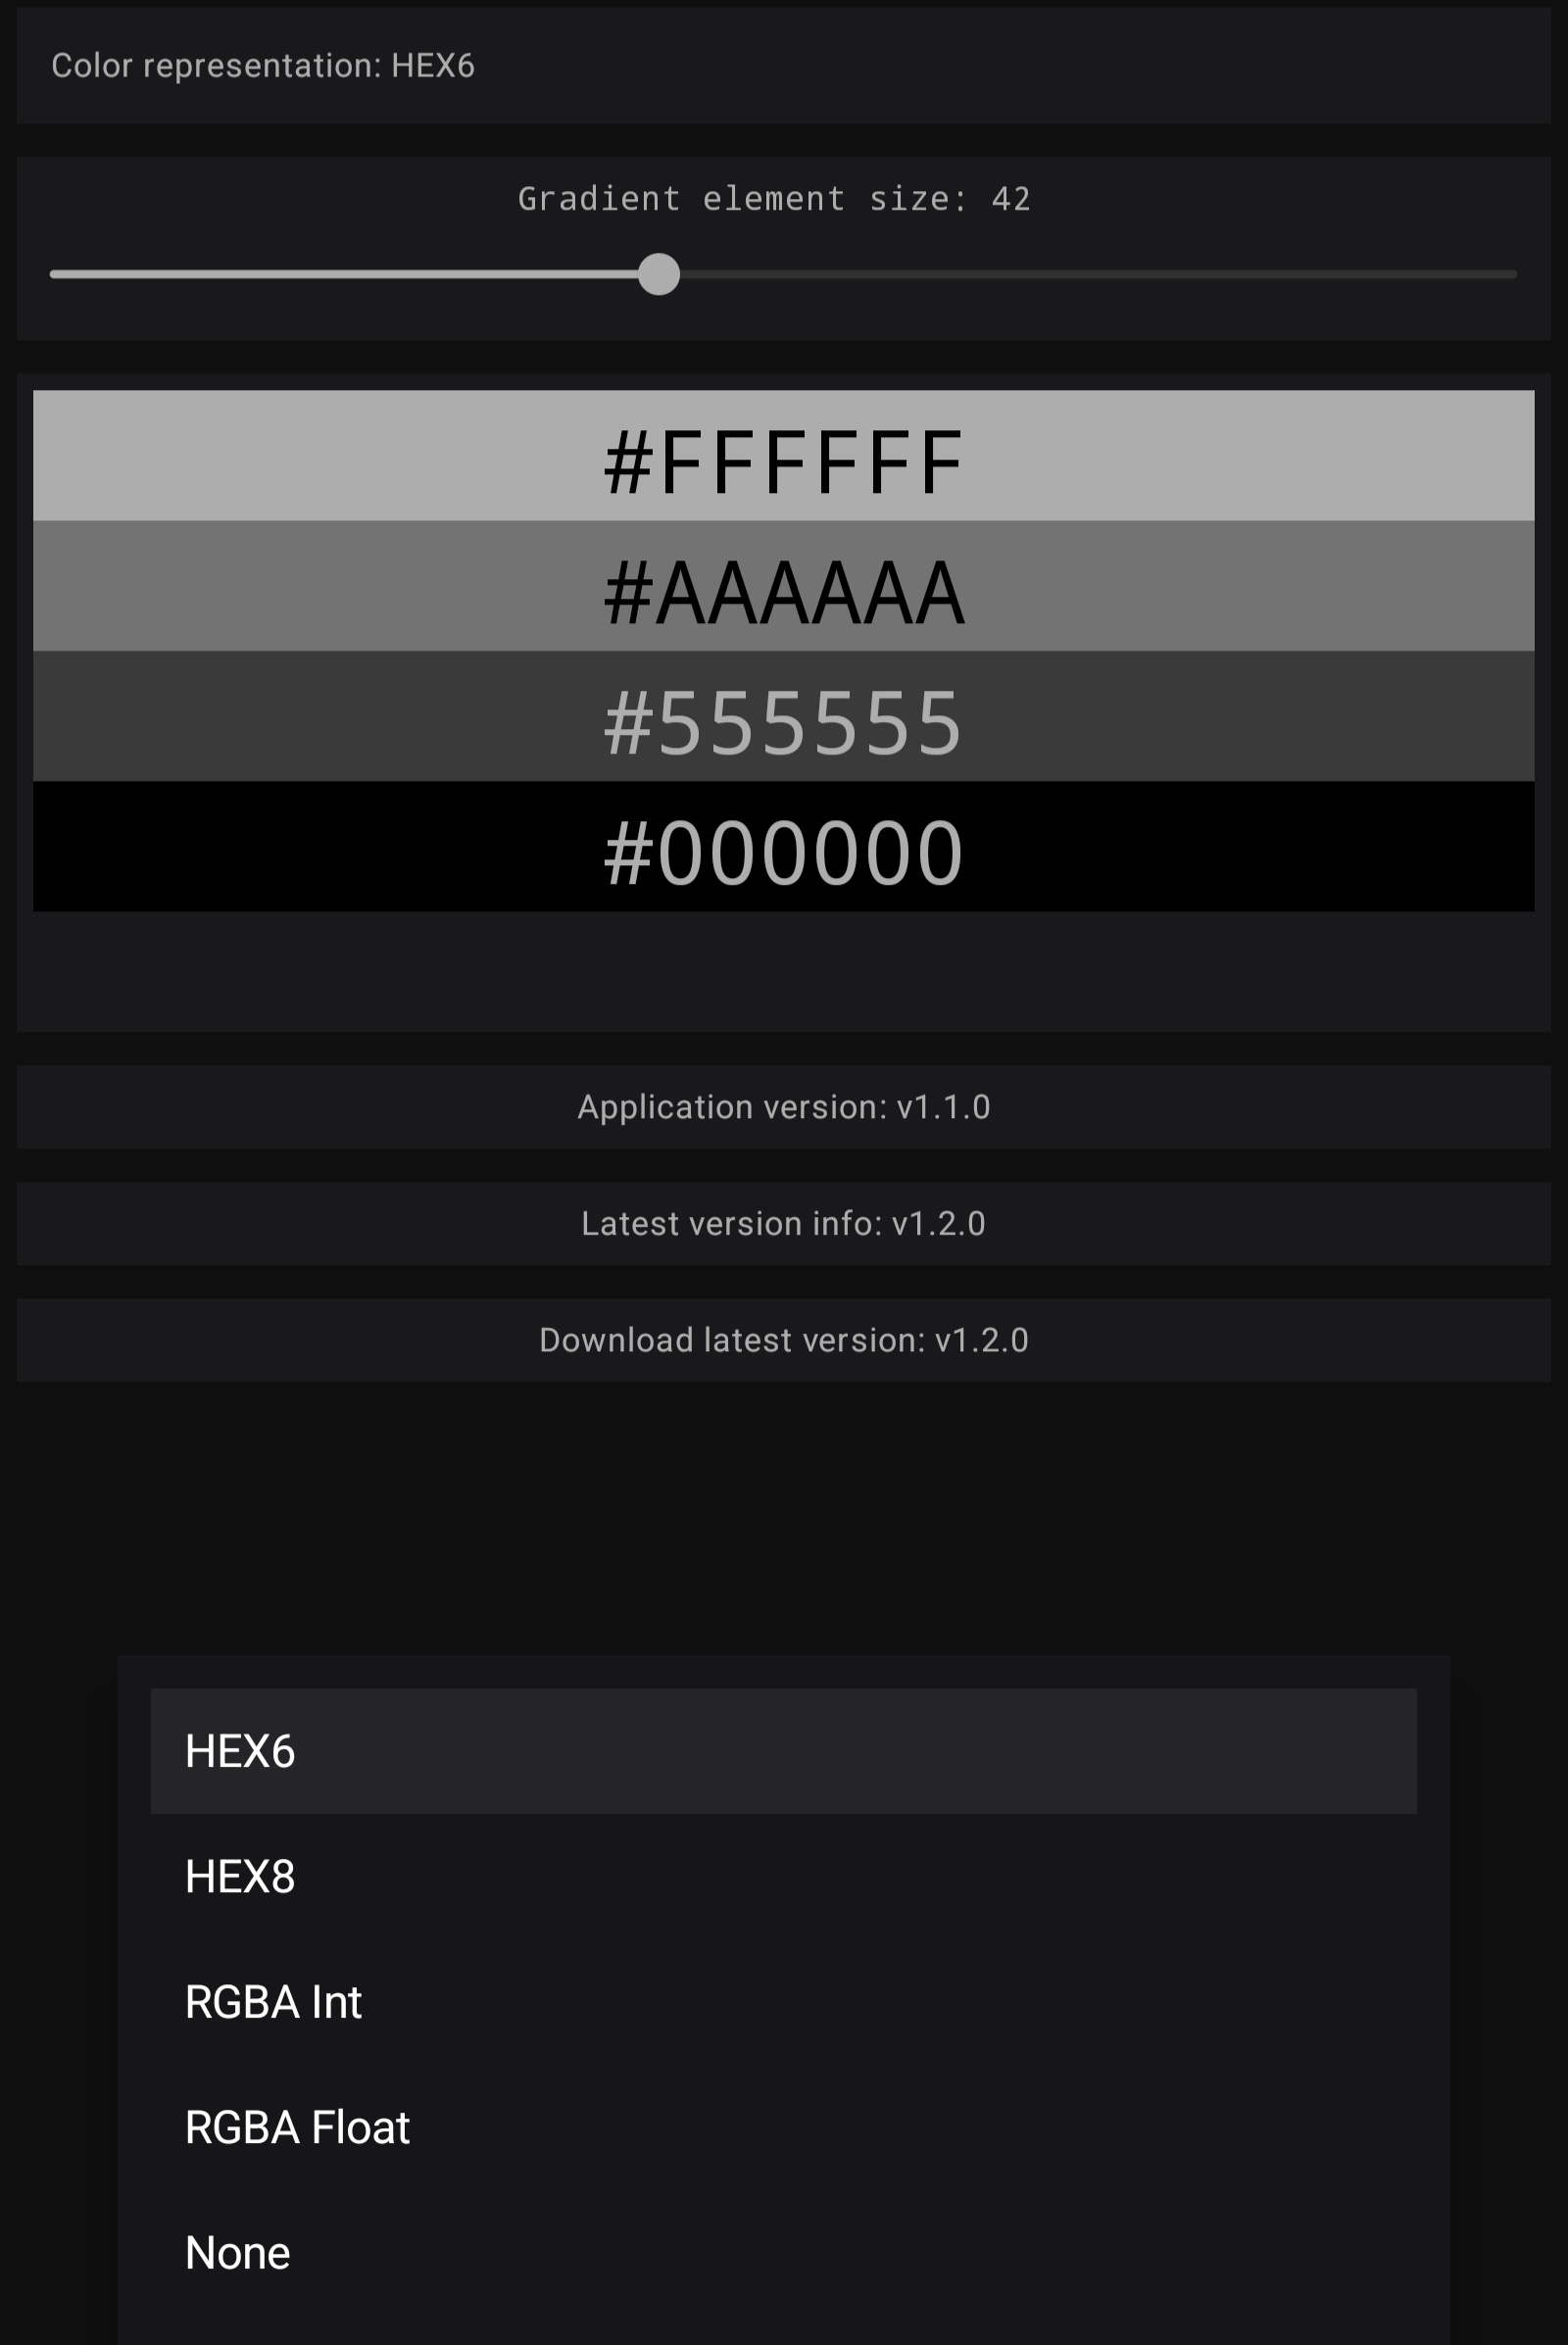 Color representation: HEX6
Gradient element size: 42
#FFFFFF
#AAAAAA
#555555
#000000
Application version: v1.1.0
Latest version info: v1.2.0
Download latest version: v1.2.0
HEX6
HEX8
RGBA Int
RGBA Float
None